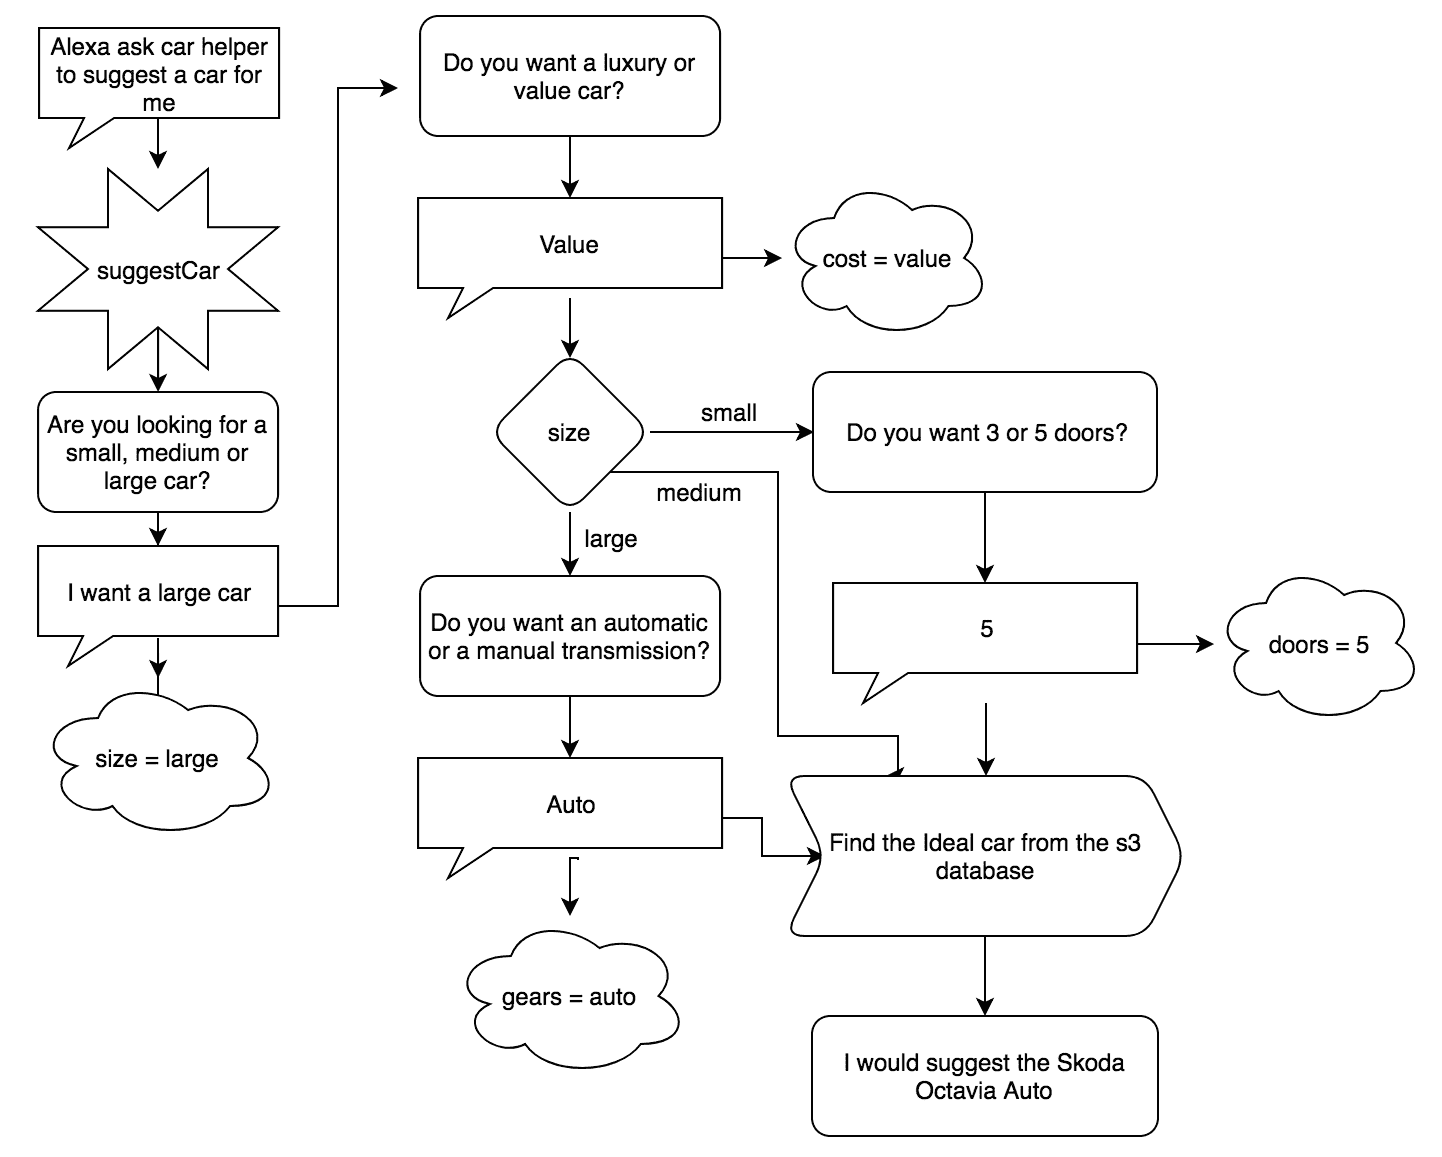 Alexa ask car helper
to suggest a car for
me
suggestCar
Are you looking for a
small, medium or
large car?
I want a large car
size = large
Do you want a luxury or
value car?
Value
cost = value
size
small
medium
large
Do you want 3 or 5 doors?
5
doors = 5
Do you want an automatic
or a manual transmission?
Auto
gears = auto
Find the Ideal car from the s3
database
I would suggest the Skoda
Octavia Auto